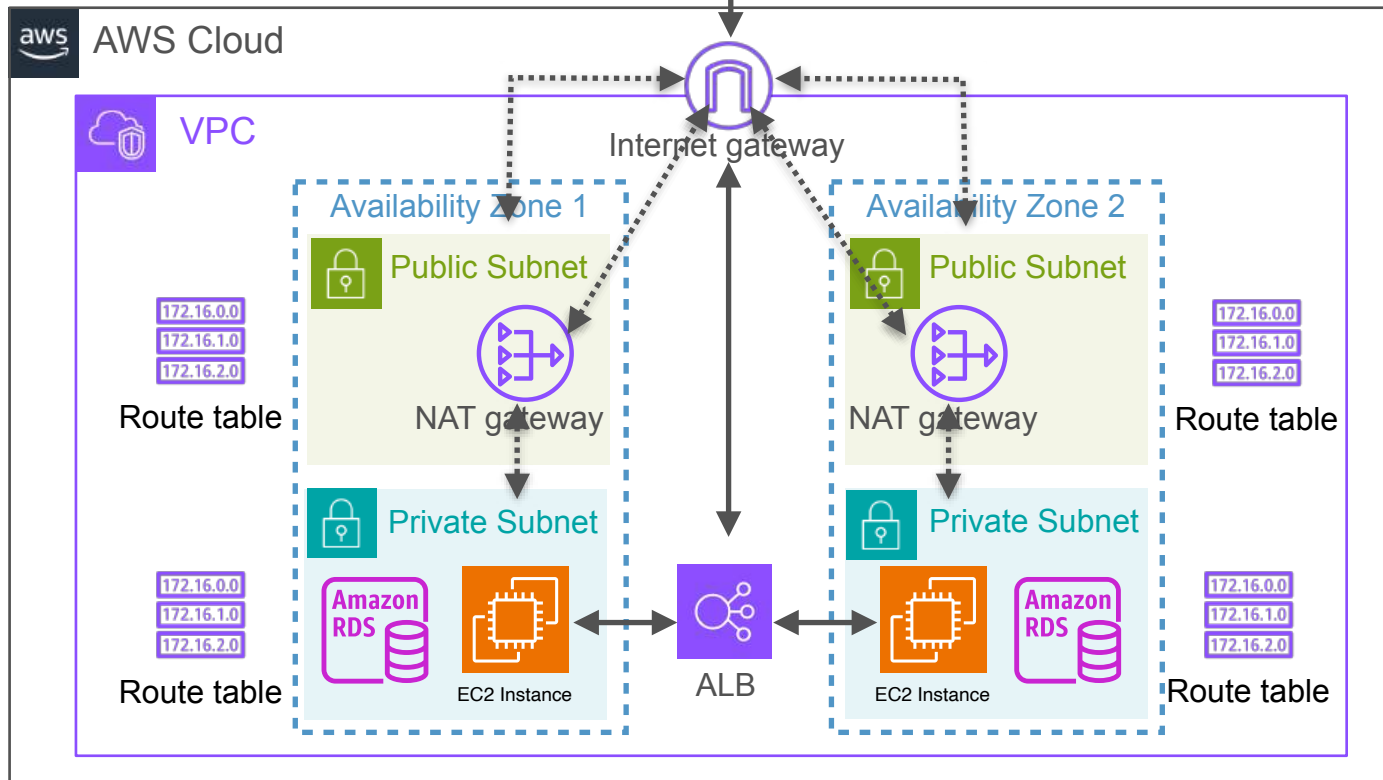 aws
AWS Cloud
VPC
Internet gateway
Availability Zone 1
Availability Zone 2
Public Subnet
Public Subnet
172.16.0.0
172.16.1.0
172.16.2.0
Route table
172.16.0.0
172.16.1.0
172.16.2.0
Route table
NAT gateway
NAT gateway
Private Subnet
Private Subnet
172.16.0.0
172.16.1.0
172.16.2.0
Route table
Amazon
RDS
EC2 Instance
ALB
EC2 Instance
Amazon
RDS
172.16.0.0
172.16.1.0
172.16.2.0
Route table